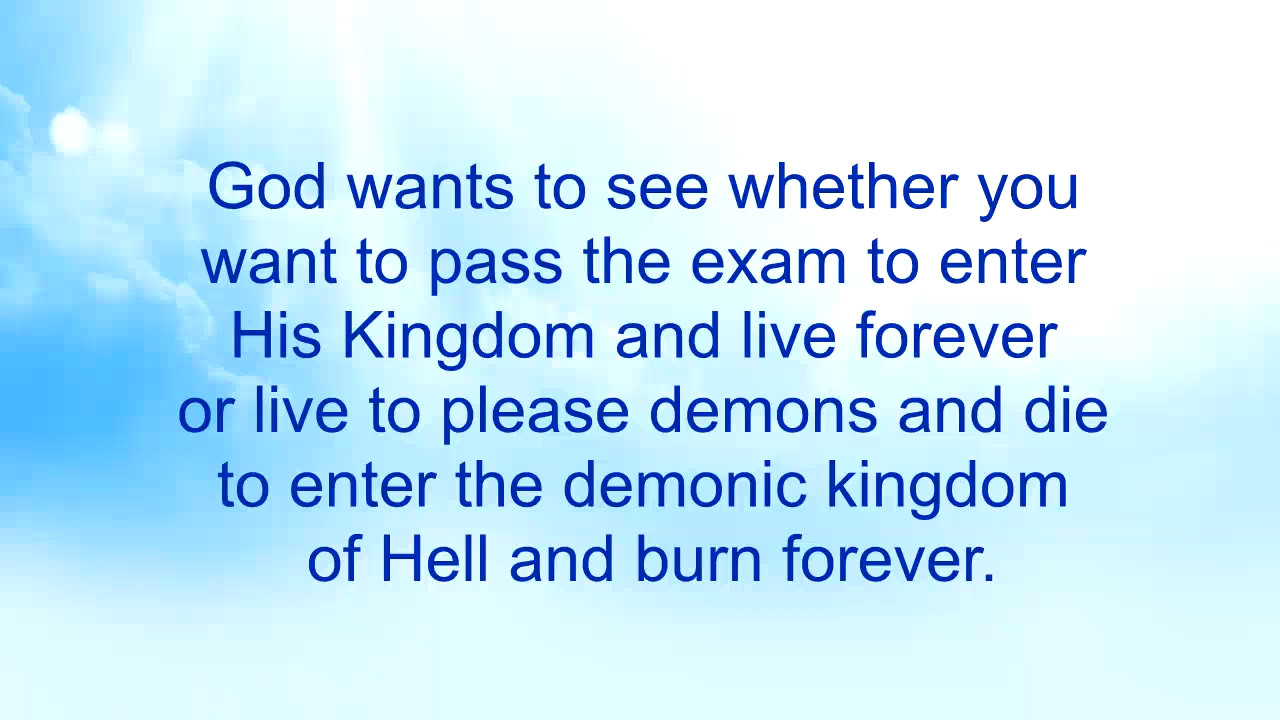 God wants to see whether you
want to pass the exam to enter
His Kingdom and live forever
or live to please demons and die
to enter the demonic kingdom
of Hell and burn forever.